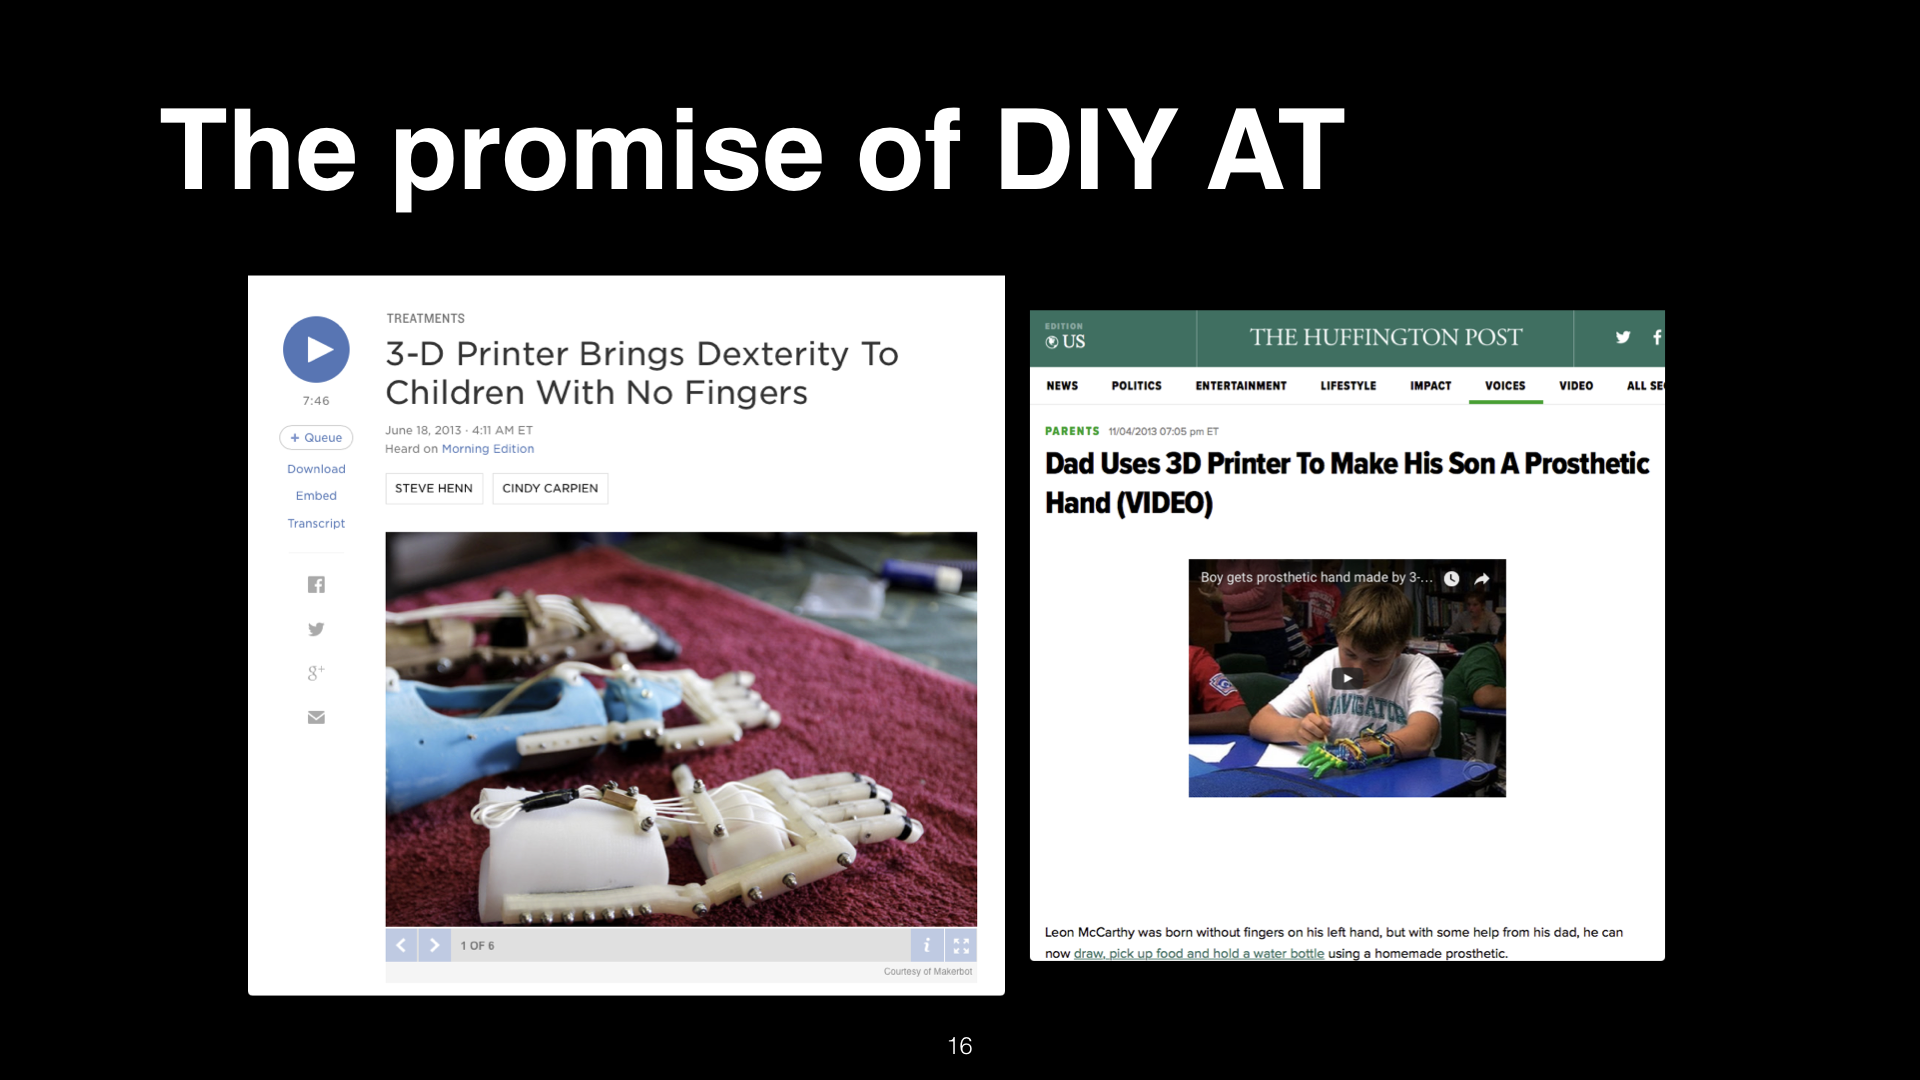 The promise of DIY AT
TREATMENTS
3-D Printer Brings Dexterity To
Children With No Fingers
7:46
June 18, 2013 · 4:11 AM ET
Heard on Morning Edition
+ Queue
Download
Embed
Transcript
STEVE HENN
CINDY CARPIEN
g+
1 OF 6
i
Courtesy of Makerbot
EDITION
US
THE HUFFINGTON POST
NEWS POLITICS ENTERTAINMENT LIFESTYLE IMPACT VOICES VIDEO ALL SE
PARENTS 11/04/2013 07:05 pm ET
Dad Uses 3D Printer To Make His Son A Prosthetic
Hand (VIDEO)
Boy gets prosthetic hand made by 3-...
NAVIGATOR
Leon McCarthy was born without fingers on his left hand, but with some help from his dad, he can
now draw, pick up food and hold a water bottle using a homemade prosthetic.
16